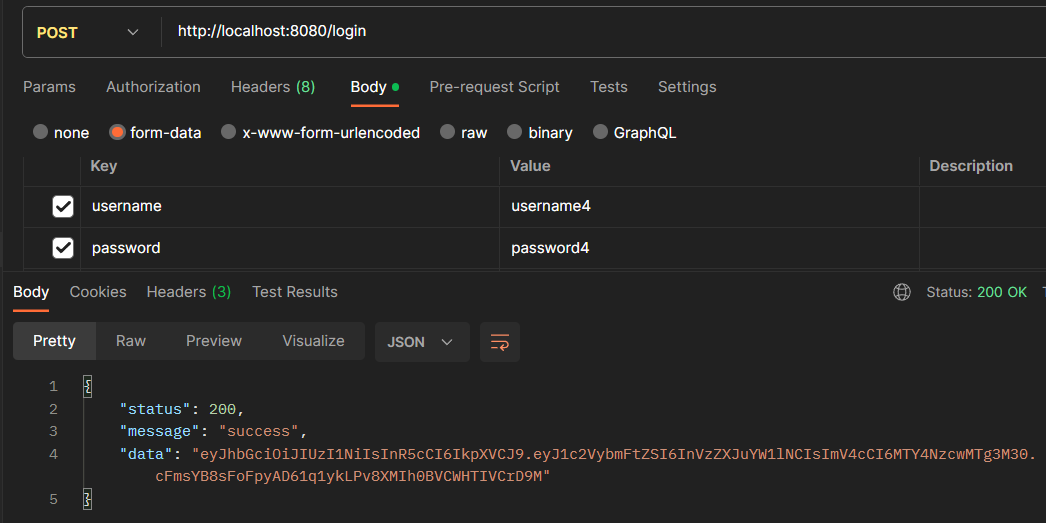 POST http://localhost:8080/login
Params Authorization Headers (8) Body Pre-request Script Tests Settings
none form-data x-www-form-urlencoded raw binary GraphQL
Key Value Description
username username4
password password4
Body Cookies Headers (3) Test Results Status: 200 OK
Pretty Raw Preview Visualize JSON
1 {
2 "status": 200,
3 "message": "success",
4 "data": "eyJhbGciOiJIUzI1NiIsInR5cCI6IkpXVCJ9.eyJ1c2VybmFtZSI6InVzZXJuYW1lNCIsImV4cCI6MTY4NzcwMTg3M30.
cFmsYB8sFoFpyAD61q1ykLPv8XMIh0BVCWHTIVCrD9M"
5 }